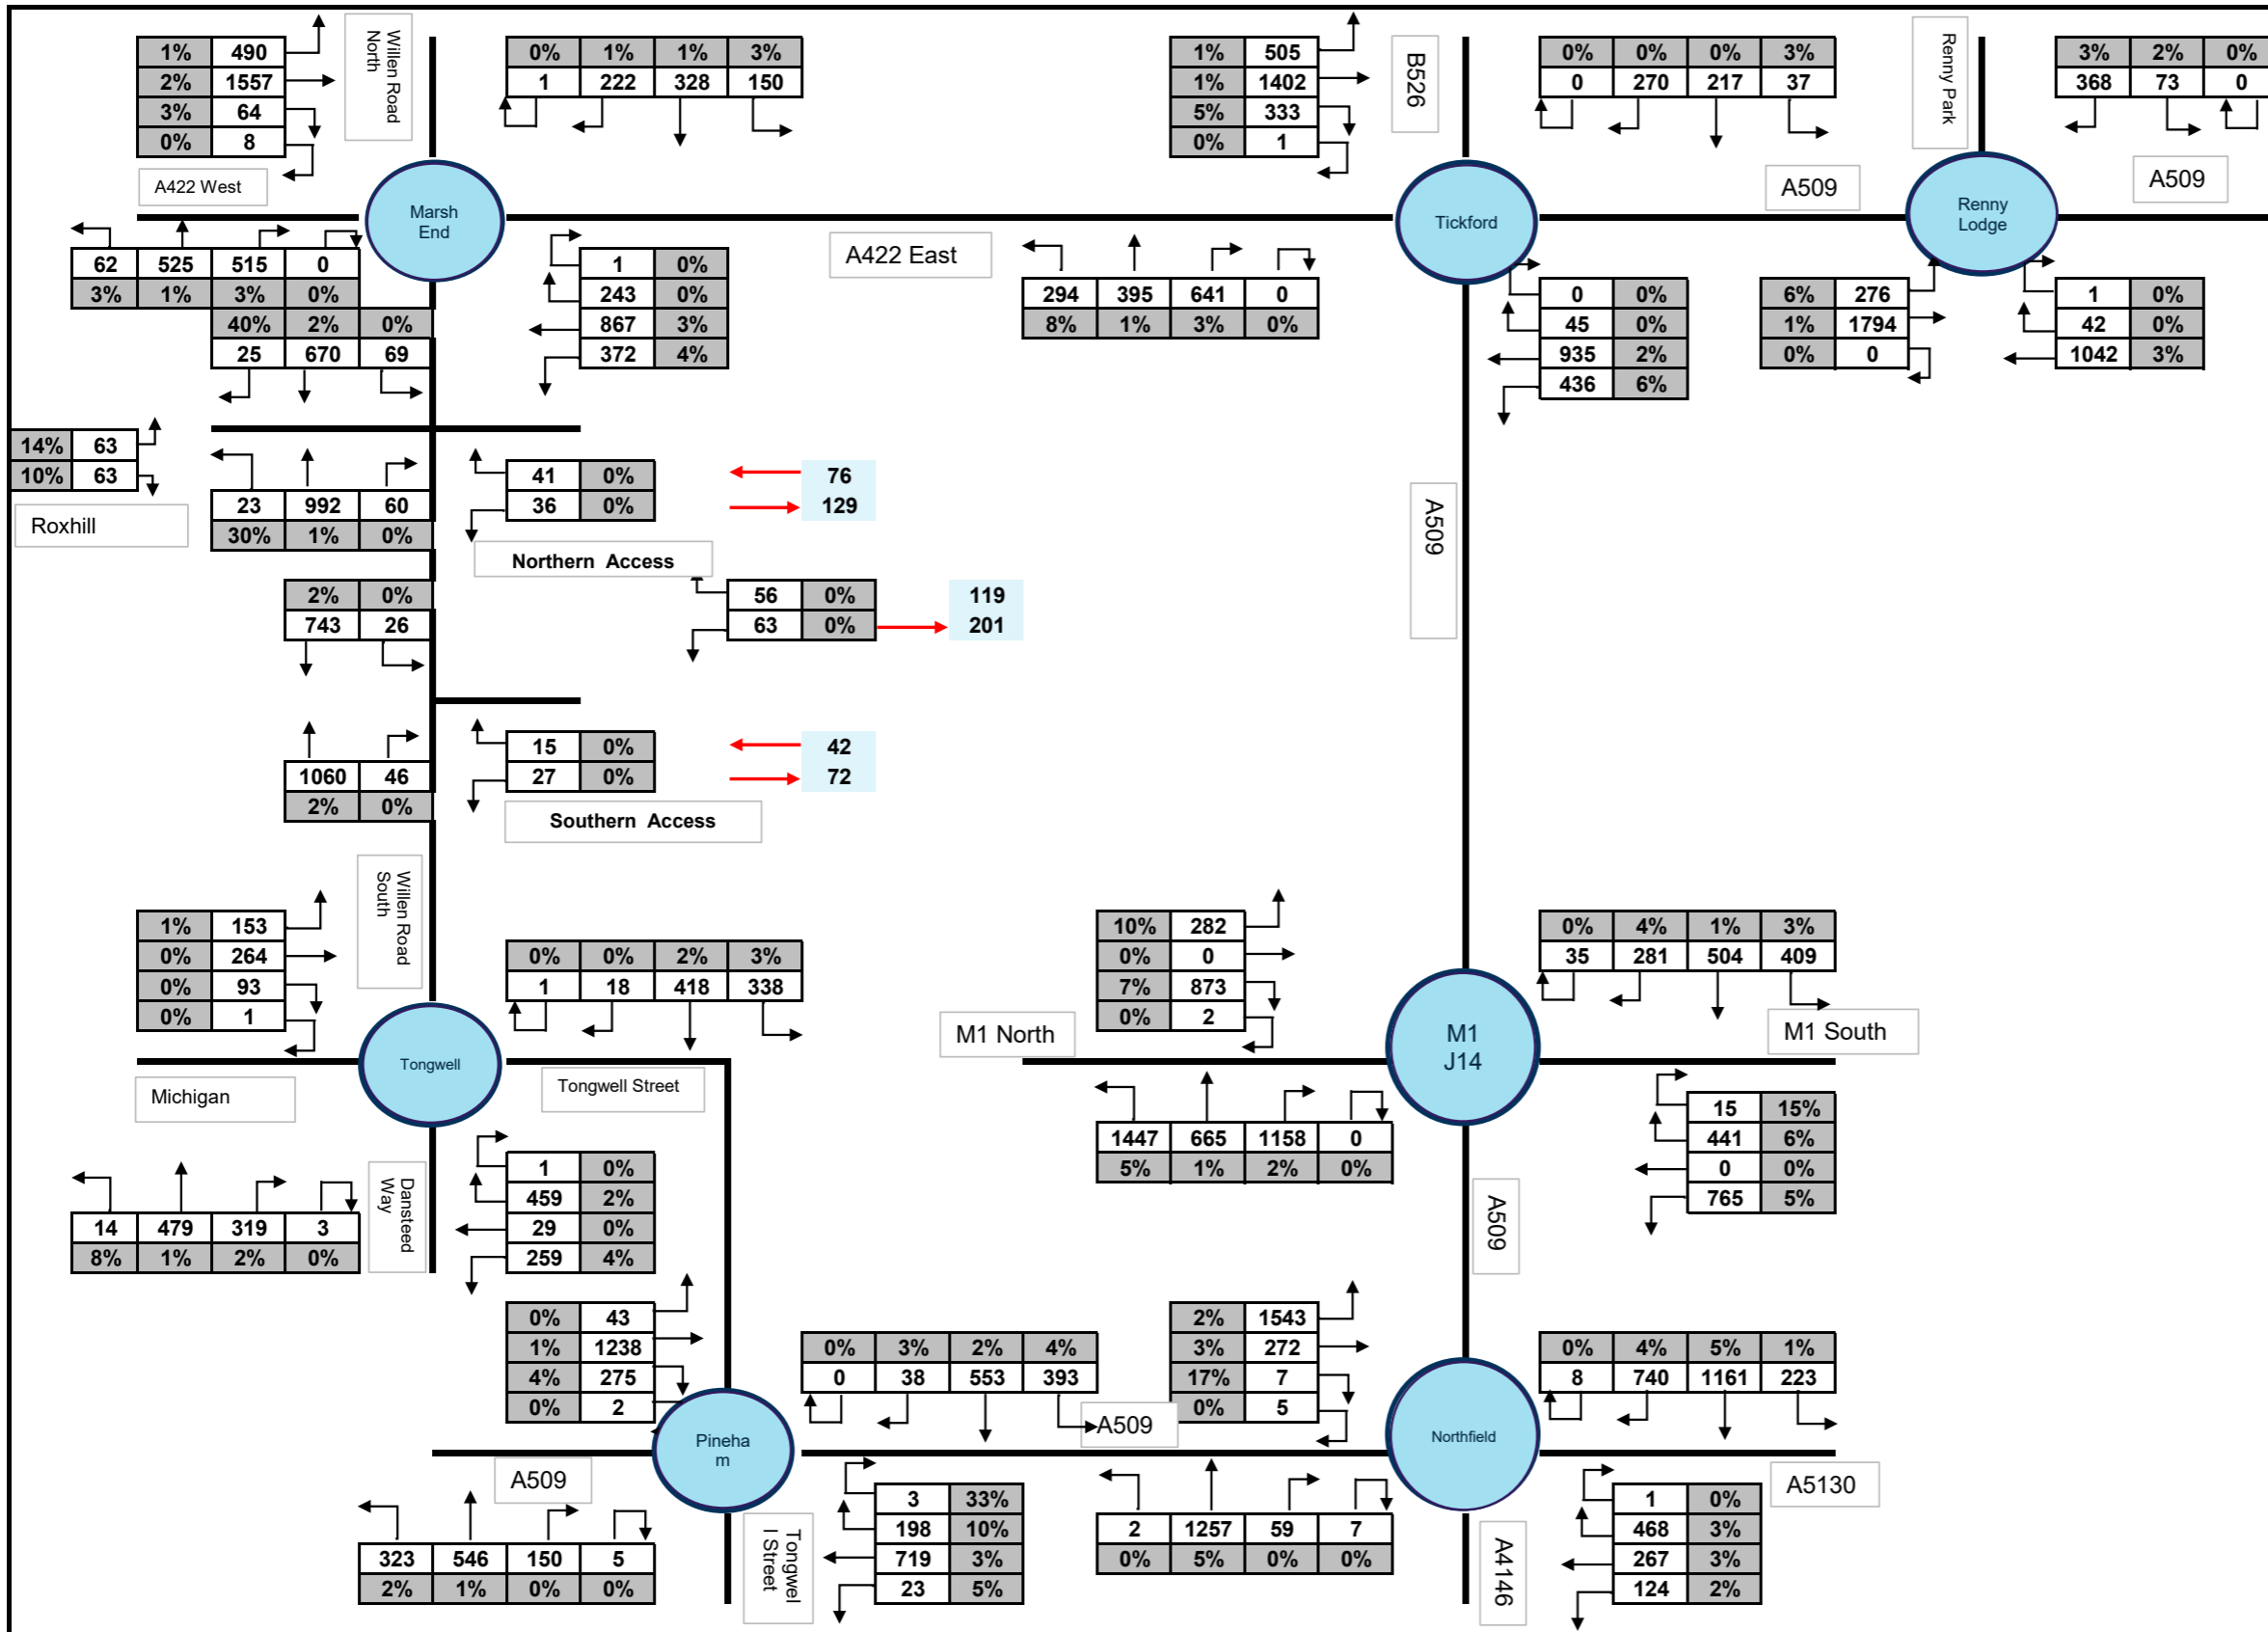 1% 490
2% 1557
3% 64
0% 8
Willen Road
North
0% 1% 1% 3%
1 222 328 150
1% 505
1% 1402
5% 333
0% 1
B526
0% 0% 0% 3%
0 270 217 37
Renny Park
3% 2% 0%
368 73 0
A422 West
Marsh
End
A422 East
Tickford
A509
Renny
Lodge
A509
62 525 515 0
3% 1% 3% 0%
40% 2% 0%
25 670 69
1 0%
243 0%
867 3%
372 4%
294 395 641 0
8% 1% 3% 0%
0 0%
45 0%
935 2%
436 6%
6% 276
1% 1794
0% 0
1 0%
42 0%
1042 3%
14% 63
10% 63
Roxhill
23 992 60
30% 1% 0%
41 0%
36 0%
76
129
Northern Access
A509
2% 0%
743 26
56 0%
63 0%
119
201
1060 46
2% 0%
15 0%
27 0%
42
72
Southern Access
Willen Road
South
1% 153
0% 264
0% 93
0% 1
0% 0% 2% 3%
1 18 418 338
10% 282
0% 0
7% 873
0% 2
0% 4% 1% 3%
35 281 504 409
Michigan
Tongwell
Tongwell Street
M1 North
M1
J14
M1 South
14 479 319 3
8% 1% 2% 0%
Dansteed
Way
1 0%
459 2%
29 0%
259 4%
1447 665 1158 0
5% 1% 2% 0%
15 15%
441 6%
0 0%
765 5%
A509
0% 43
1% 1238
4% 275
0% 2
0% 3% 2% 4%
0 38 553 393
2% 1543
3% 272
17% 7
0% 5
0% 4% 5% 1%
8 740 1161 223
A509
Pineha
m
A509
Northfield
A5130
323 546 150 5
2% 1% 0% 0%
Tongwel
l Street
3 33%
198 10%
719 3%
23 5%
2 1257 59 7
0% 5% 0% 0%
A4146
1 0%
468 3%
267 3%
124 2%